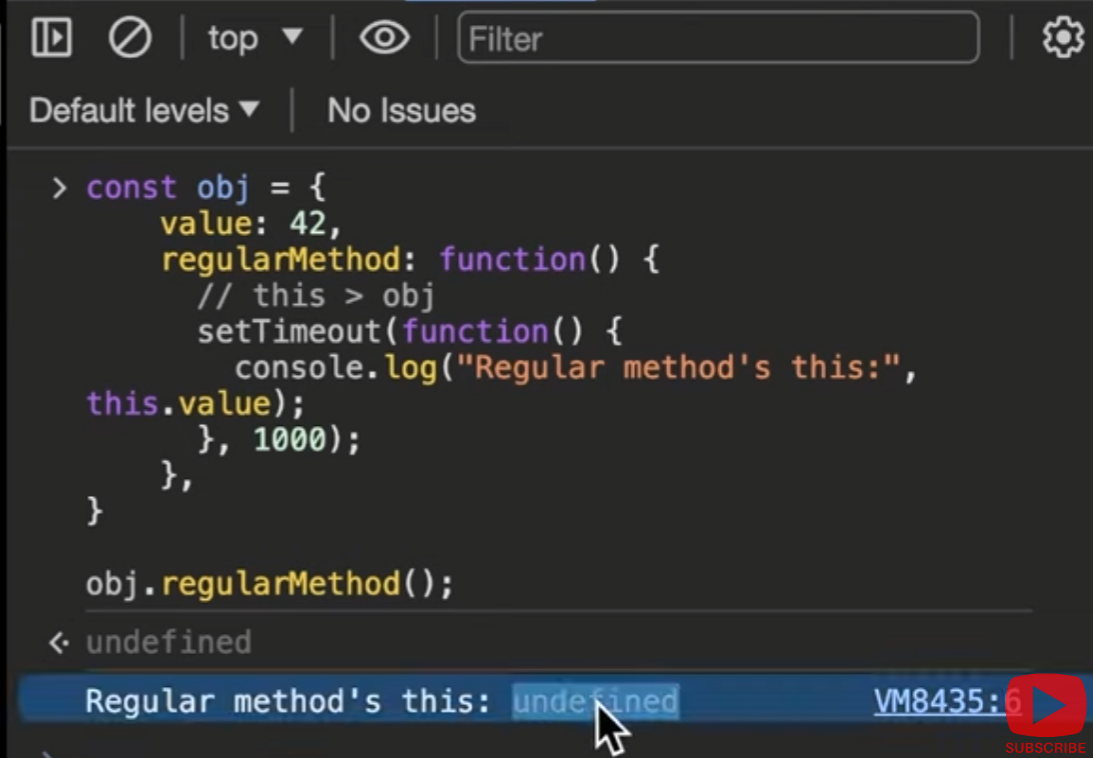 top
Filter
Default levels
No Issues
const obj = {
    value: 42,
    regularMethod: function() {
      // this > obj
      setTimeout(function() {
        console.log("Regular method's this:",
this.value);
      }, 1000);
    },
}
obj.regularMethod();
undefined
Regular method's this: undefined VM8435:6
SUBSCRIBE